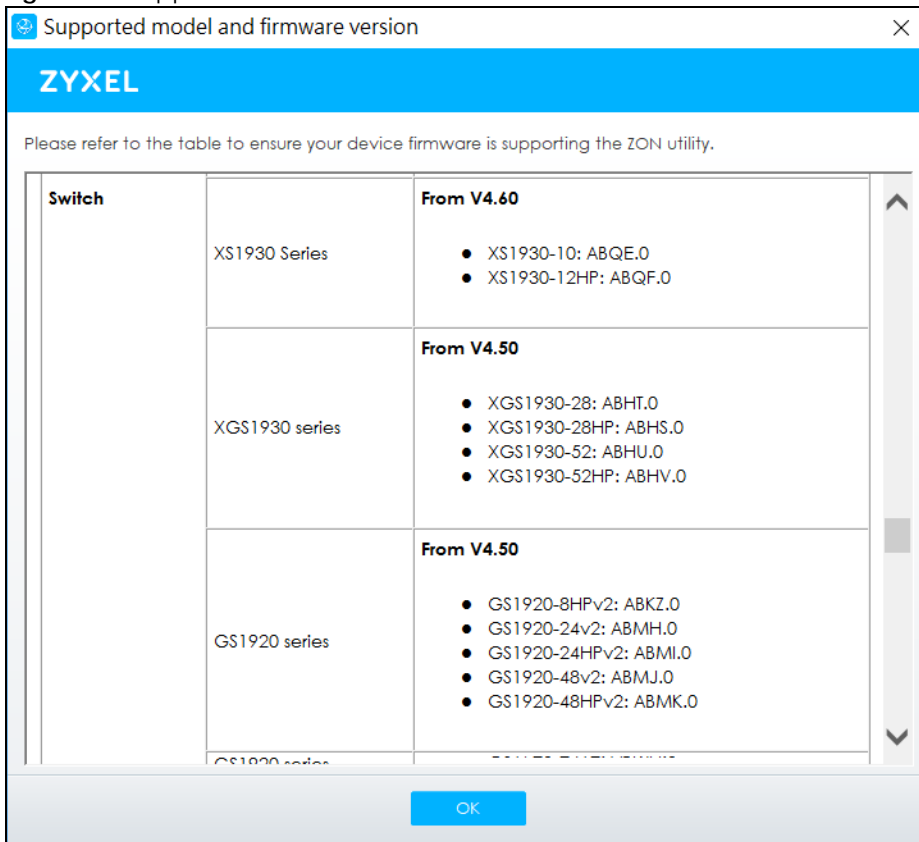 Supported model and firmware version
ZYXEL
Please refer to the table to ensure your device firmware is supporting the ZON utility.
Switch
XS1930 Series
From V4.60
● XS1930-10: ABQE.0
● XS1930-12HP: ABQF.0
XGS1930 series
From V4.50
● XGS1930-28: ABHT.0
● XGS1930-28HP: ABHS.0
● XGS1930-52: ABHU.0
● XGS1930-52HP: ABHV.0
GS1920 series
From V4.50
● GS1920-8HPv2: ABKZ.0
● GS1920-24v2: ABMH.0
● GS1920-24HPv2: ABMI.0
● GS1920-48v2: ABMJ.0
● GS1920-48HPv2: ABMK.0
GS1920 series
OK